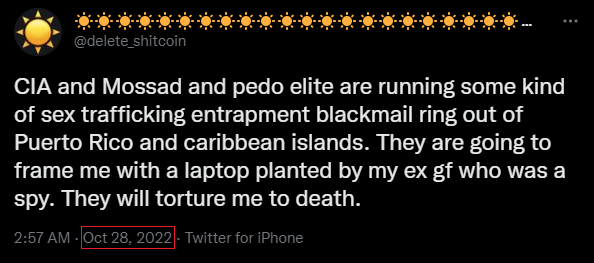 @delete_shitcoin
CIA and Mossad and pedo elite are running some kind
of sex trafficking entrapment blackmail ring out of
Puerto Rico and caribbean islands. They are going to
frame me with a laptop planted by my ex gf who was a
spy. They will torture me to death.
2:57 AM · Oct 28, 2022 · Twitter for iPhone